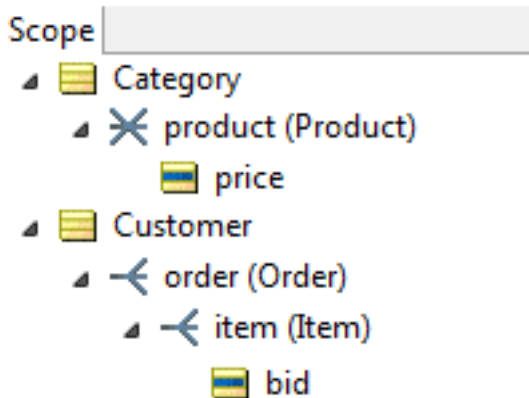 Scope
Category
product (Product)
price
Customer
order (Order)
item (Item)
bid